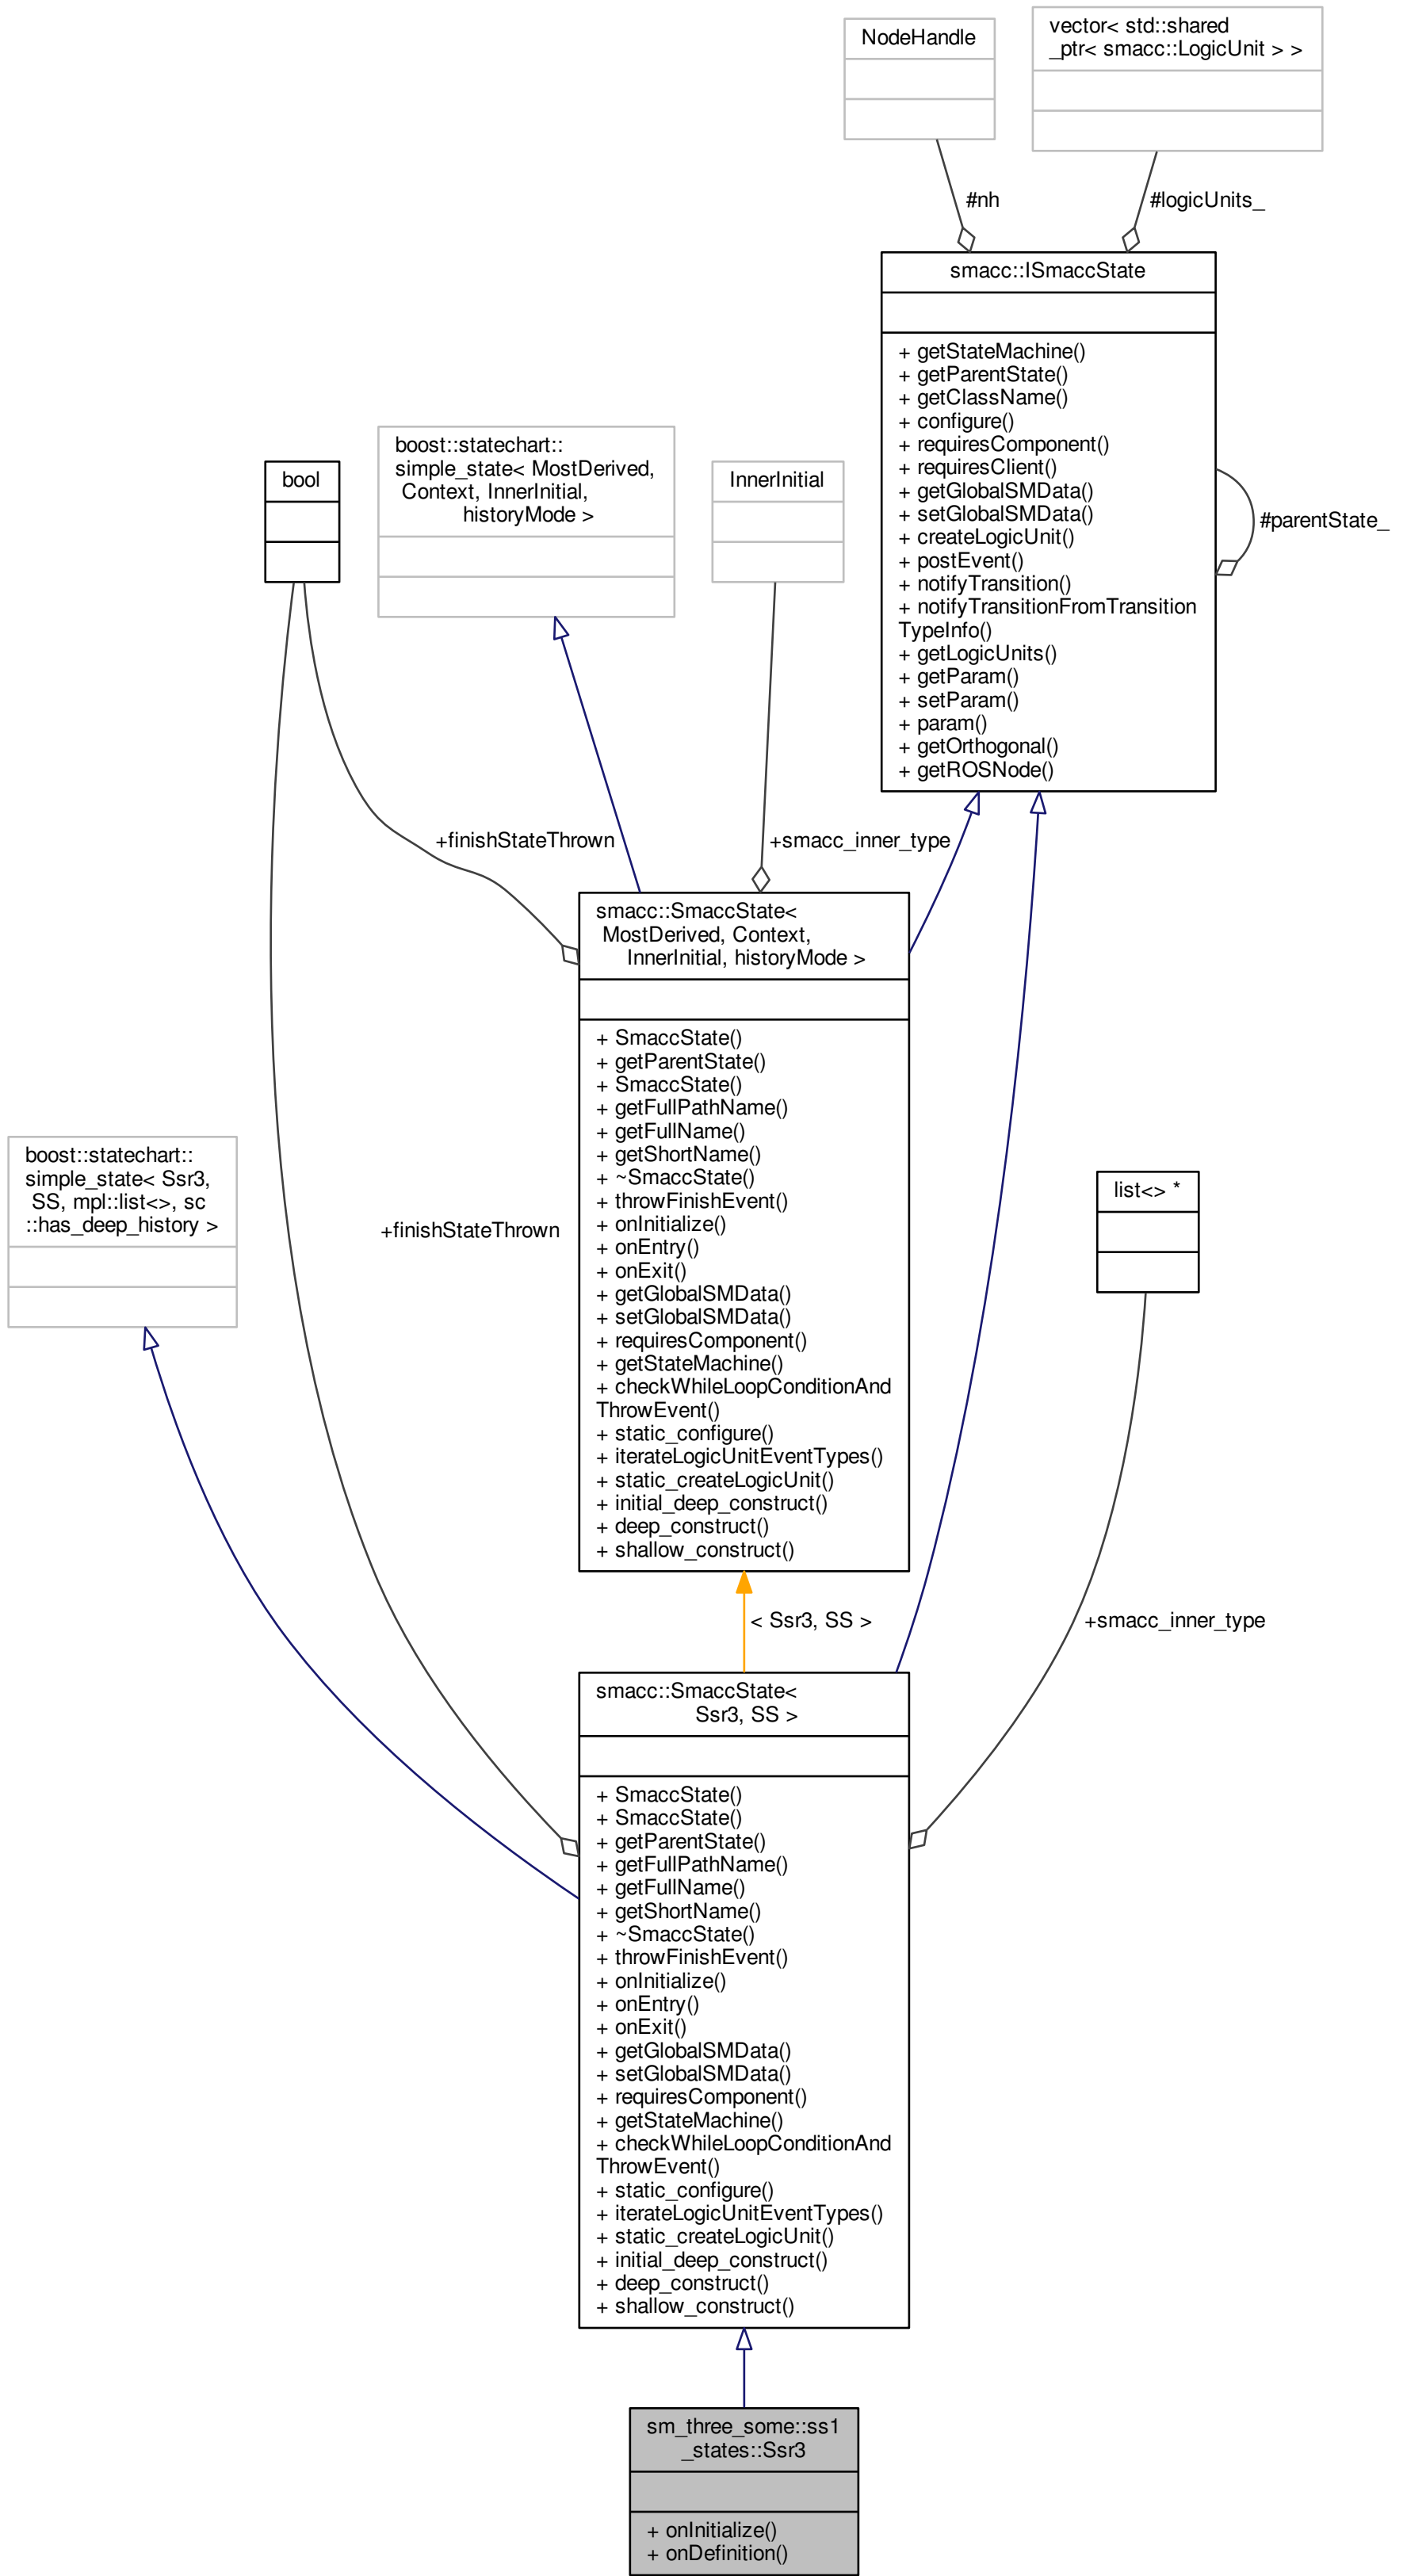 NodeHandle
vector< std::shared
_ptr< smacc::LogicUnit > >
#nh
#logicUnits_
smacc::ISmaccState
+ getStateMachine()
+ getParentState()
+ getClassName()
+ configure()
+ requiresComponent()
+ requiresClient()
+ getGlobalSMData()
+ setGlobalSMData()
+ createLogicUnit()
+ postEvent()
+ notifyTransition()
+ notifyTransitionFromTransition
TypeInfo()
+ getLogicUnits()
+ getParam()
+ setParam()
+ param()
+ getOrthogonal()
+ getROSNode()
#parentState_
boost::statechart::
simple_state< MostDerived,
Context, InnerInitial,
historyMode >
bool
InnerInitial
+finishStateThrown
+smacc_inner_type
smacc::SmaccState<
MostDerived, Context,
InnerInitial, historyMode >
+ SmaccState()
+ getParentState()
+ SmaccState()
+ getFullPathName()
+ getFullName()
+ getShortName()
+ ~SmaccState()
+ throwFinishEvent()
+ onInitialize()
+ onEntry()
+ onExit()
+ getGlobalSMData()
+ setGlobalSMData()
+ requiresComponent()
+ getStateMachine()
+ checkWhileLoopConditionAnd
ThrowEvent()
+ static_configure()
+ iterateLogicUnitEventTypes()
+ static_createLogicUnit()
+ initial_deep_construct()
+ deep_construct()
+ shallow_construct()
boost::statechart::
simple_state< Ssr3,
SS, mpl::list<>, sc
::has_deep_history >
+finishStateThrown
list<> *
< Ssr3, SS >
+smacc_inner_type
smacc::SmaccState<
Ssr3, SS >
+ SmaccState()
+ SmaccState()
+ getParentState()
+ getFullPathName()
+ getFullName()
+ getShortName()
+ ~SmaccState()
+ throwFinishEvent()
+ onInitialize()
+ onEntry()
+ onExit()
+ getGlobalSMData()
+ setGlobalSMData()
+ requiresComponent()
+ getStateMachine()
+ checkWhileLoopConditionAnd
ThrowEvent()
+ static_configure()
+ iterateLogicUnitEventTypes()
+ static_createLogicUnit()
+ initial_deep_construct()
+ deep_construct()
+ shallow_construct()
sm_three_some::ss1
_states::Ssr3
+ onInitialize()
+ onDefinition()